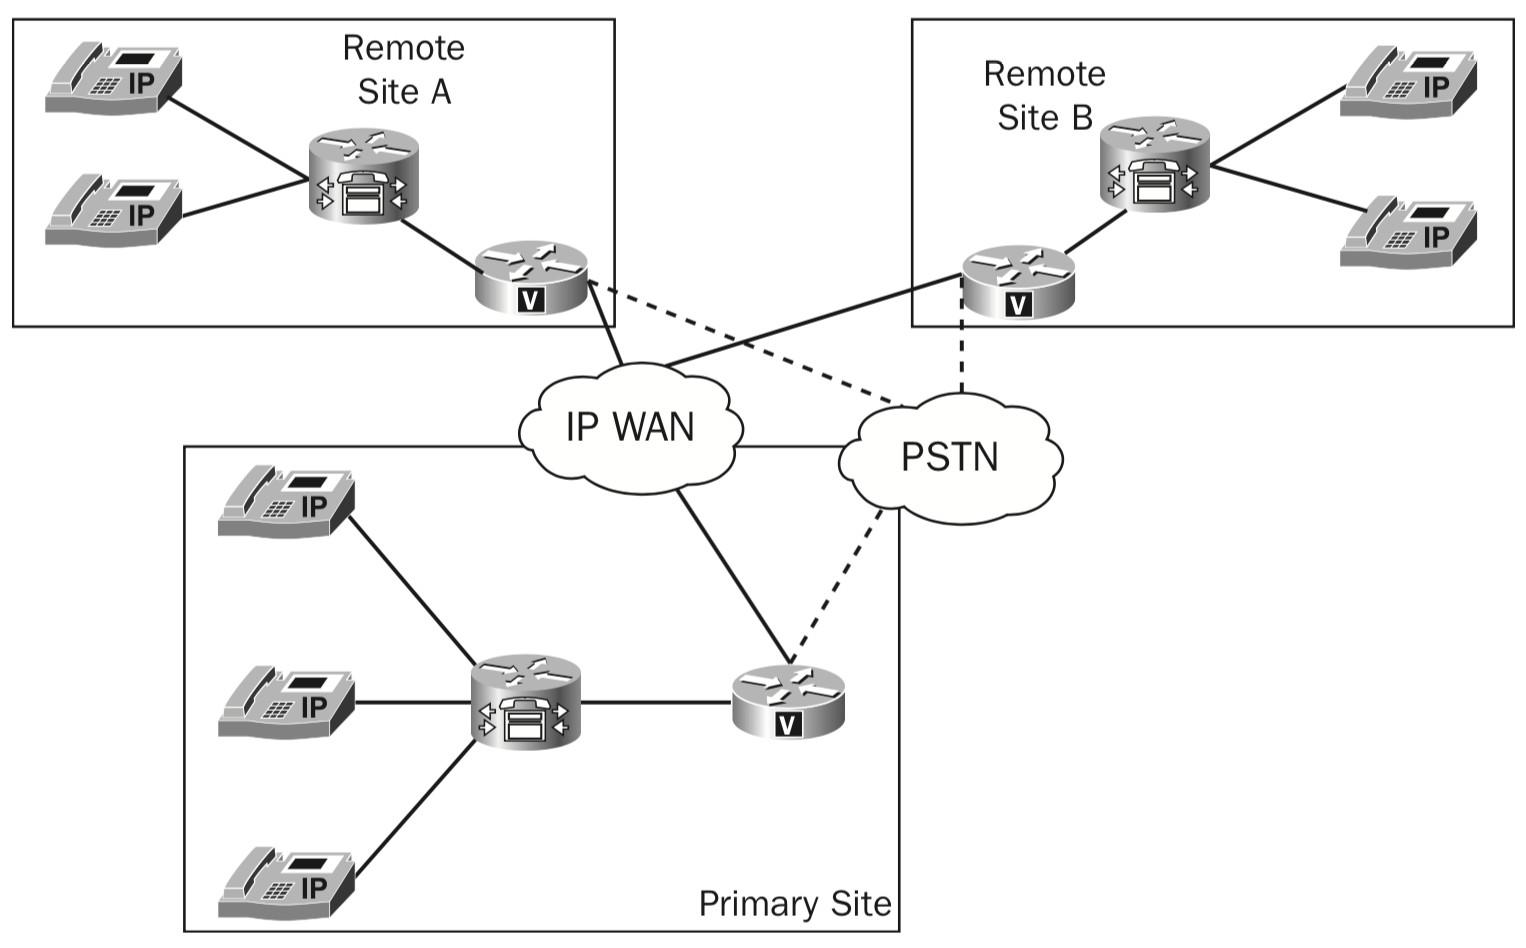 Remote
Site A
IP
IP
V
Remote
Site B
IP
IP
V
IP WAN
PSTN
IP
IP
IP
V
Primary Site